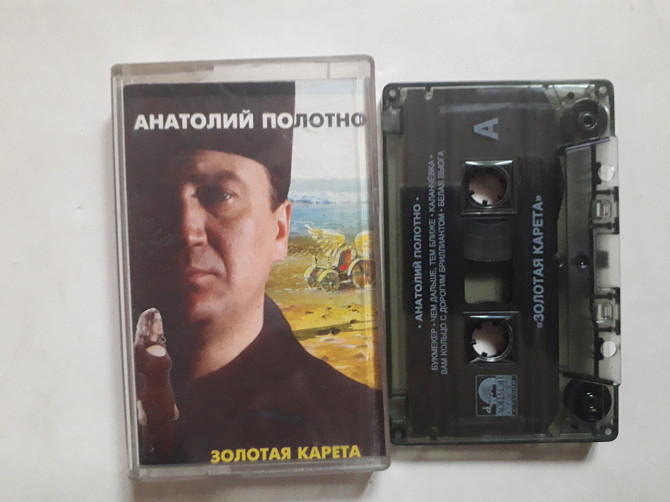 АНАТОЛИЙ ПОЛОТНО
ЗОЛОТАЯ КАРЕТА
A
• АНАТОЛИЙ ПОЛОТНО •
БУКМЕКЕР • ЧЕМ ДАЛЬШЕ, ТЕМ БЛИЖЕ • КАЛАНЧЁВКА •
ВАМ КОЛЬЦО С ДОРОГИМ БРИЛЛИАНТОМ • БЕЛАЯ ВЬЮГА
«ЗОЛОТАЯ КАРЕТА»